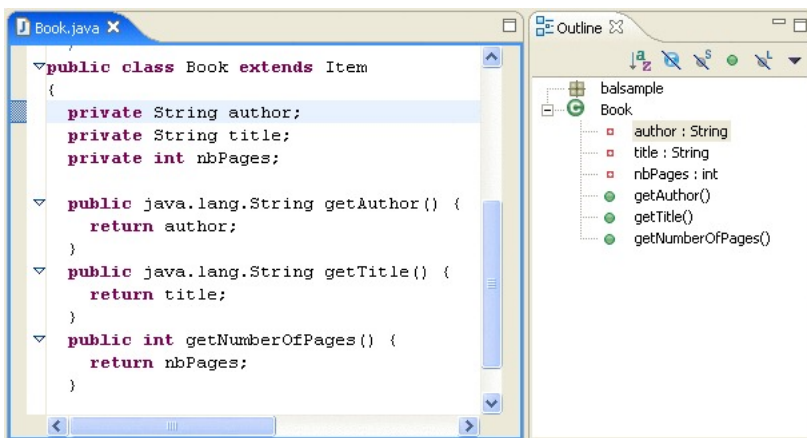 Book.java
}
public class Book extends Item
{
private String author;
private String title;
private int nbPages;
public java.lang.String getAuthor() {
return author;
}
public java.lang.String getTitle() {
return title;
}
public int getNumberOfPages() {
return nbPages;
}
Outline
balsample
Book
author : String
title : String
nbPages : int
getAuthor()
getTitle()
getNumberOfPages()